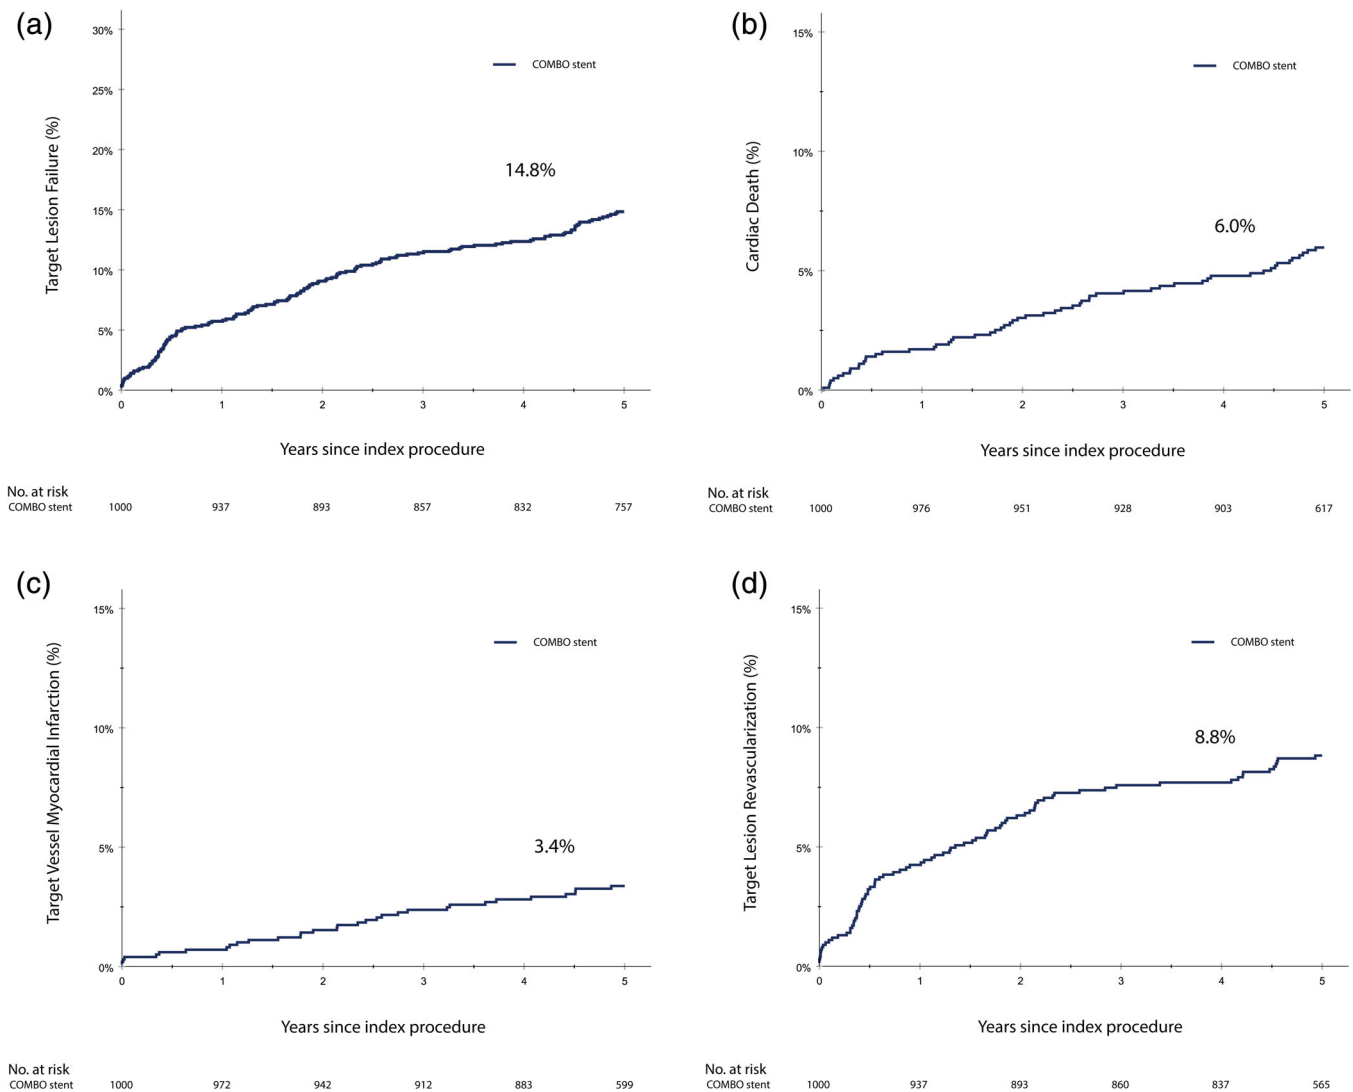 (a)
30%
25%
20%
15%
10%
5%
0%
Target Lesion Failure (%)
COMBO stent
14.8%
0 1 2 3 4 5
Years since index procedure
No. at risk
COMBO stent 1000 937 893 857 832 757
(b)
15%
10%
5%
0%
Cardiac Death (%)
COMBO stent
6.0%
0 1 2 3 4 5
Years since index procedure
No. at risk
COMBO stent 1000 976 951 928 903 617
(c)
15%
10%
5%
0%
Target Vessel Myocardial Infarction (%)
COMBO stent
3.4%
0 1 2 3 4 5
Years since index procedure
No. at risk
COMBO stent 1000 972 942 912 883 599
(d)
15%
10%
5%
0%
Target Lesion Revascularization (%)
COMBO stent
8.8%
0 1 2 3 4 5
Years since index procedure
No. at risk
COMBO stent 1000 937 893 860 837 565